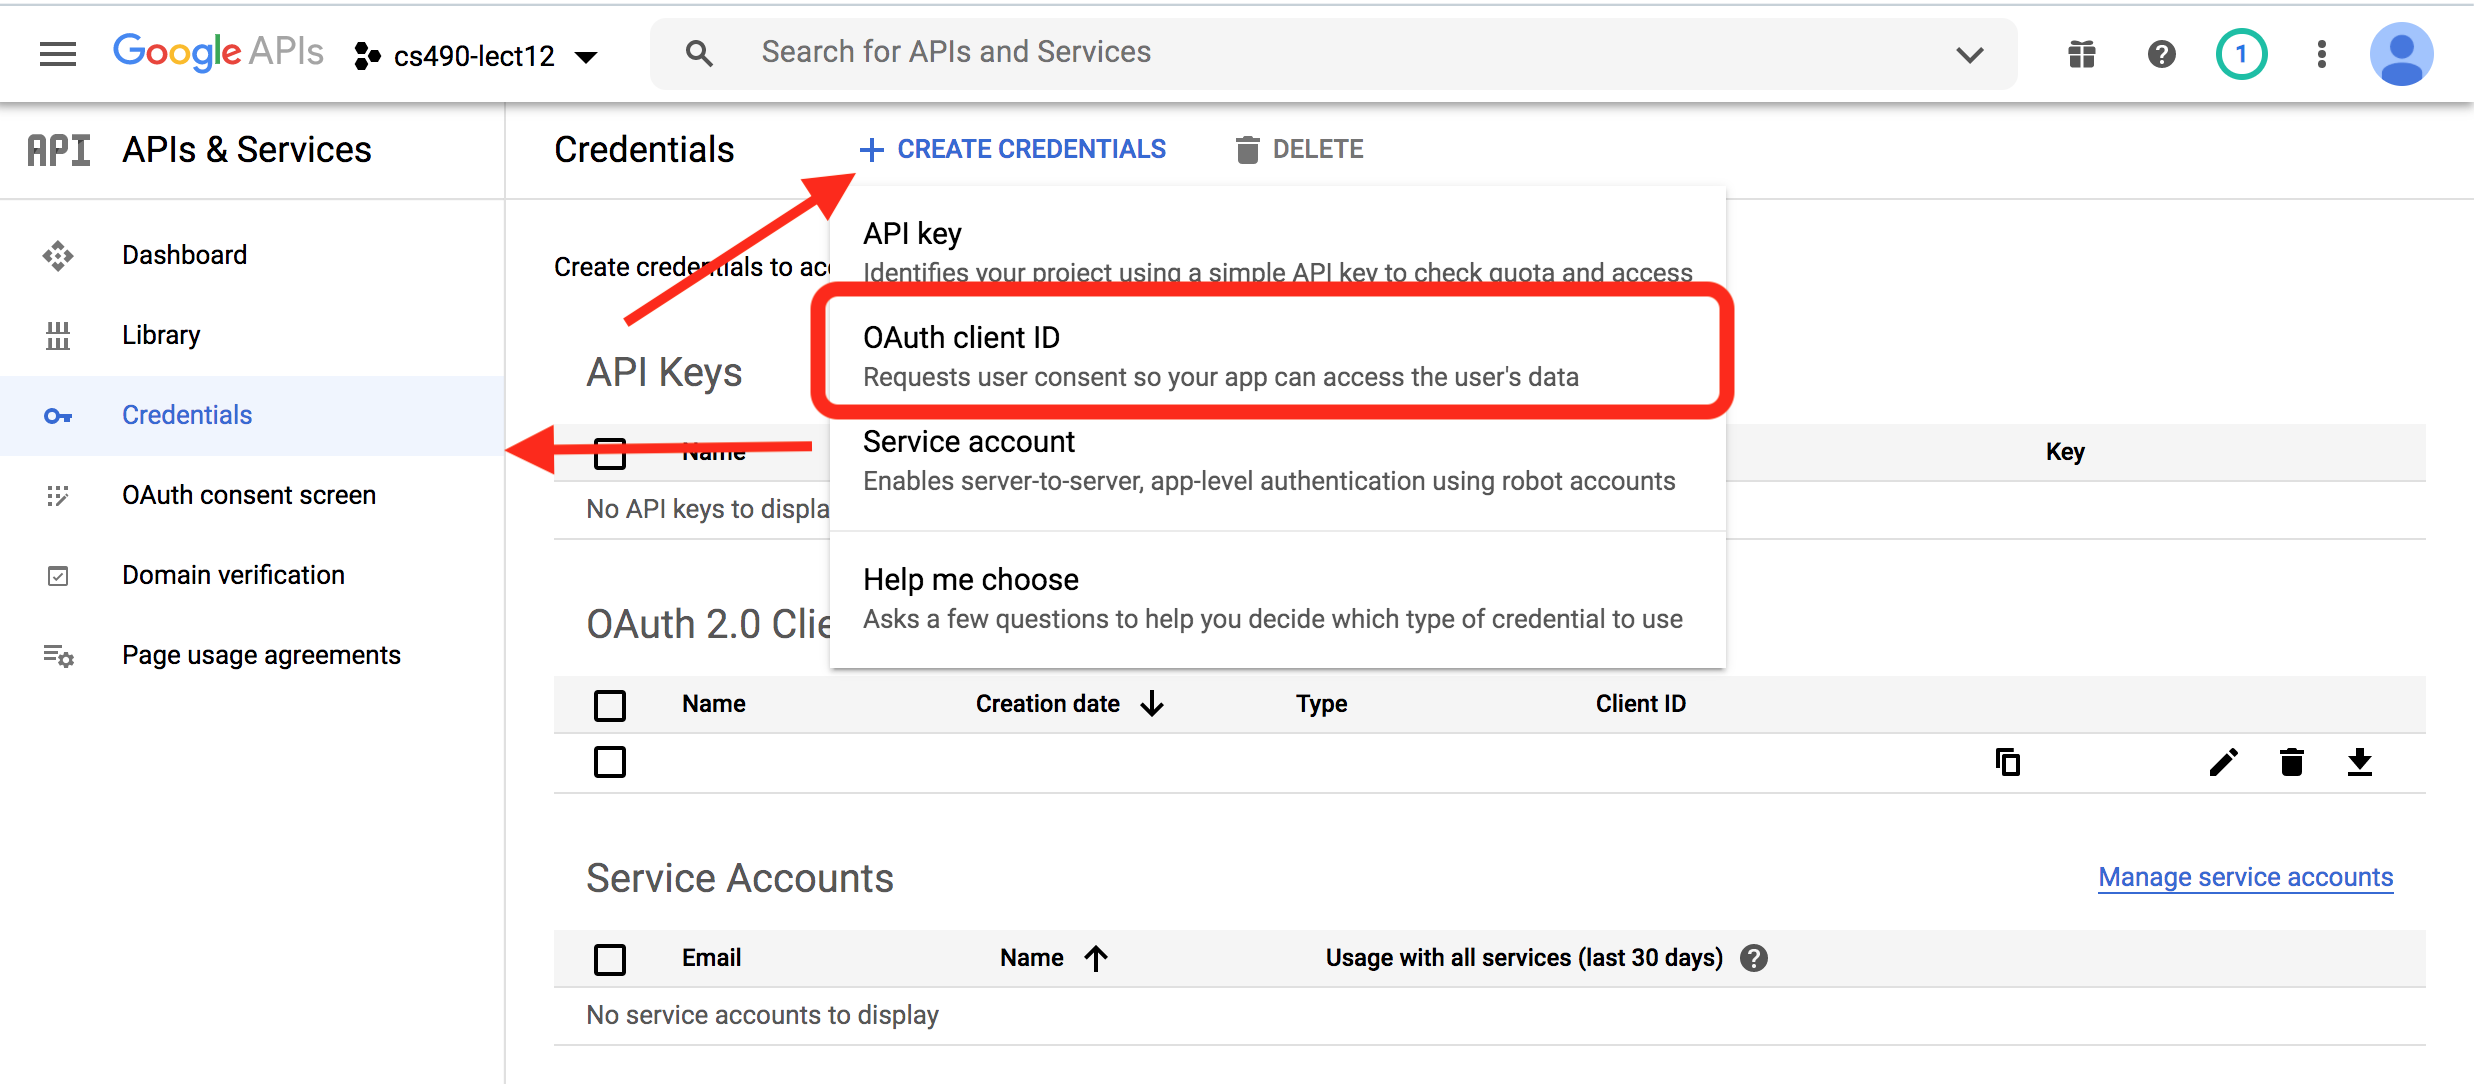 Google APIs
cs490-lect12
Search for APIs and Services
1
API
APIs & Services
Credentials
CREATE CREDENTIALS
DELETE
Dashboard
Library
Credentials
OAuth consent screen
Domain verification
Page usage agreements
Create credentials to acc
API key
Identifies your project using a simple API key to check quota and access
OAuth client ID
Requests user consent so your app can access the user's data
Service account
Enables server-to-server, app-level authentication using robot accounts
Help me choose
Asks a few questions to help you decide which type of credential to use
API Keys
Name
Key
No API keys to displa
OAuth 2.0 Clie
Name
Creation date
Type
Client ID
Service Accounts
Manage service accounts
Email
Name
Usage with all services (last 30 days)
No service accounts to display